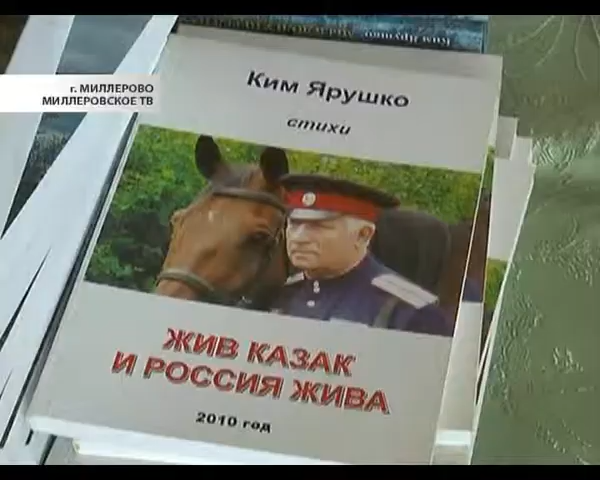 г. МИЛЛЕРОВО
МИЛЛЕРОВСКОЕ ТВ
Ким Ярушко
стихи
ЖИВ КАЗАК
И РОССИЯ ЖИВА
2010 год